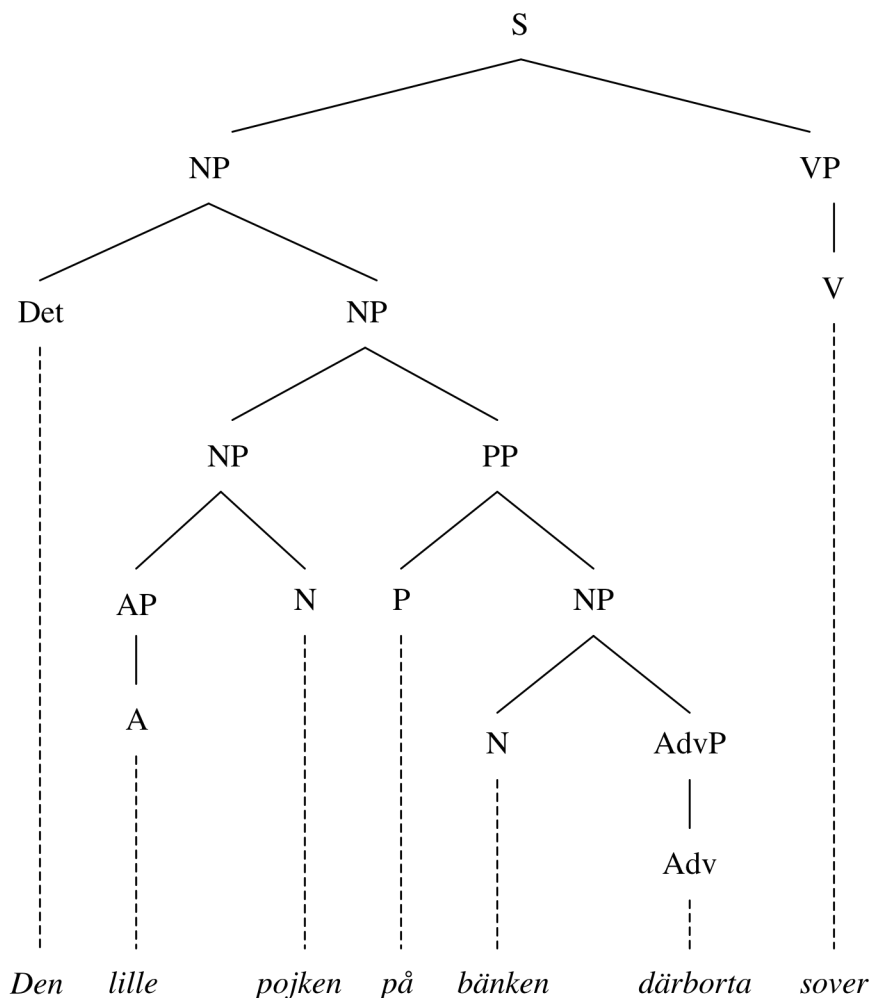 S
NP VP
Det NP V
NP PP
AP N P NP
A N AdvP
Adv
Den lille pojken på bänken därborta sover